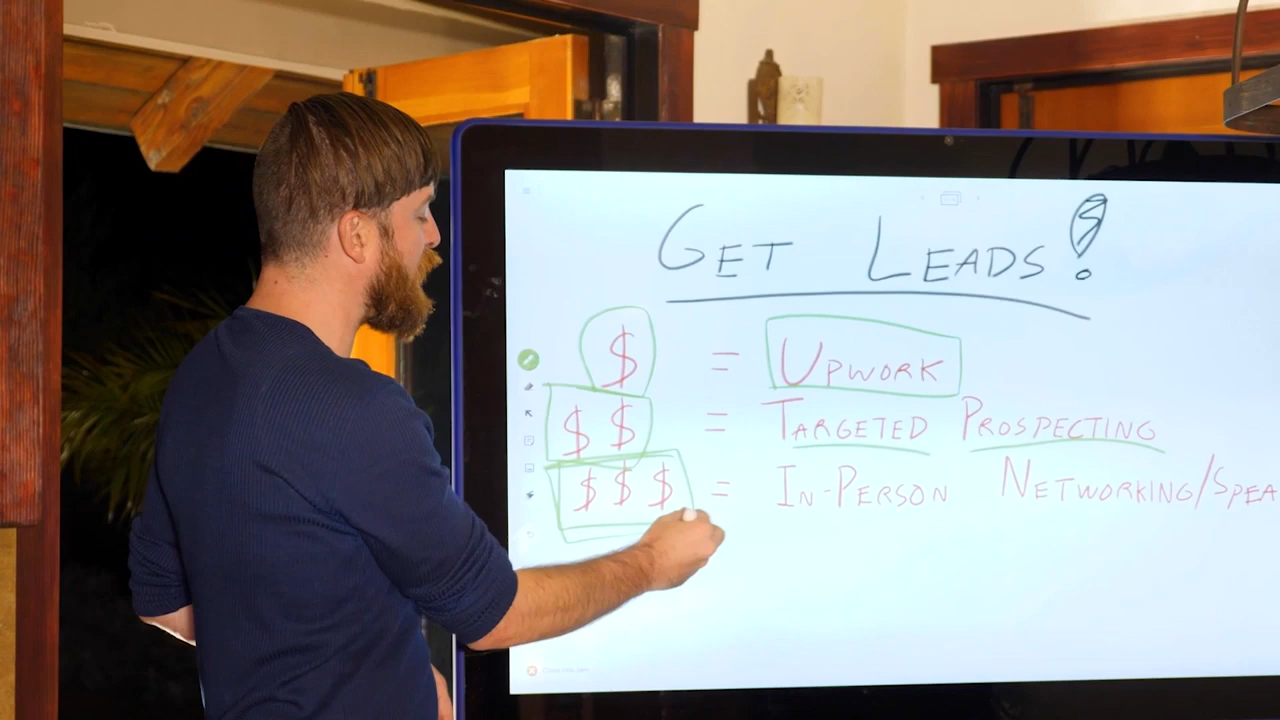 GET LEADS!
$ = UPWORK
$ $ = TARGETED PROSPECTING
$ $ $ = IN-PERSON NETWORKING/SPEA